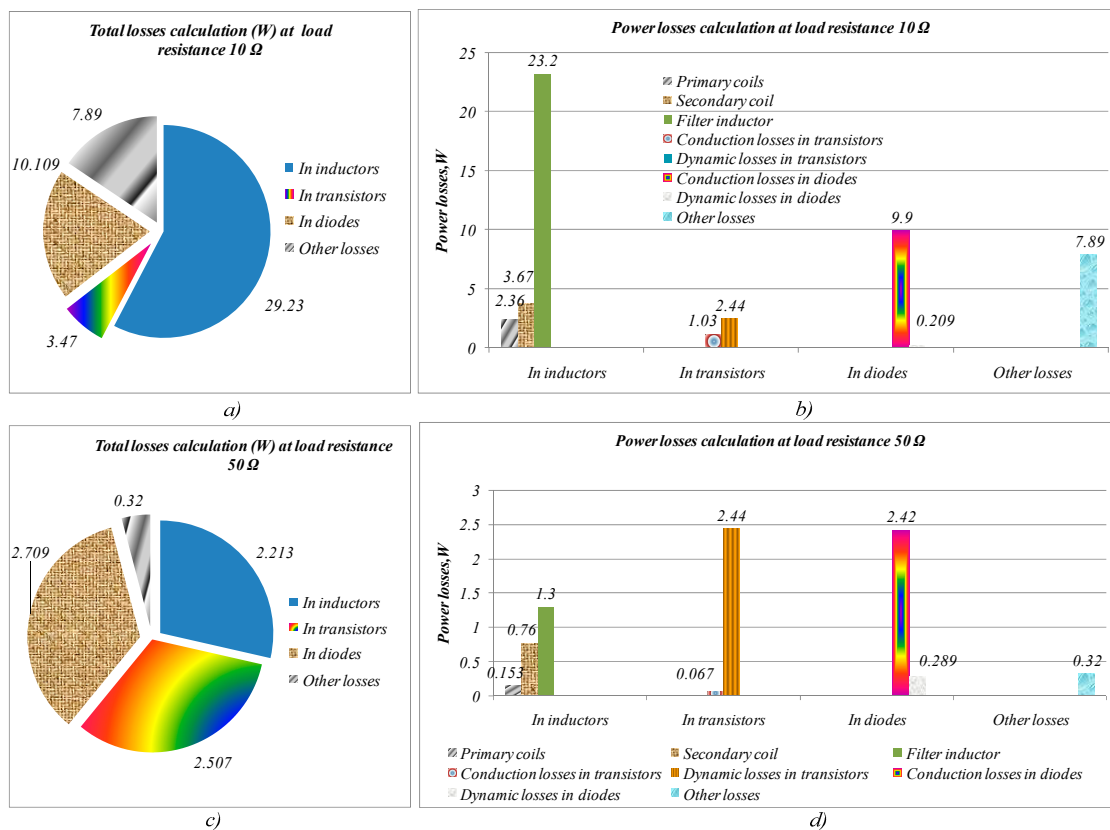 Total losses calculation (W) at load
resistance 10 Ω
7.89
10.109
3.47
29.23
In inductors
In transistors
In diodes
Other losses
a)
Power losses calculation at load resistance 10 Ω
Power losses,W
25
20
15
10
5
0
23.2
3.67
2.36
1.03
2.44
9.9
0.209
7.89
Primary coils
Secondary coil
Filter inductor
Conduction losses in transistors
Dynamic losses in transistors
Conduction losses in diodes
Dynamic losses in diodes
Other losses
In inductors
In transistors
In diodes
Other losses
b)
Total losses calculation (W) at load resistance
50 Ω
0.32
2.709
2.213
2.507
In inductors
In transistors
In diodes
Other losses
c)
Power losses calculation at load resistance 50 Ω
Power losses,W
3
2.5
2
1.5
1
0.5
0
0.153
0.76
1.3
0.067
2.44
2.42
0.289
0.32
In inductors
In transistors
In diodes
Other losses
Primary coils
Secondary coil
Filter inductor
Conduction losses in transistors
Dynamic losses in transistors
Conduction losses in diodes
Dynamic losses in diodes
Other losses
d)